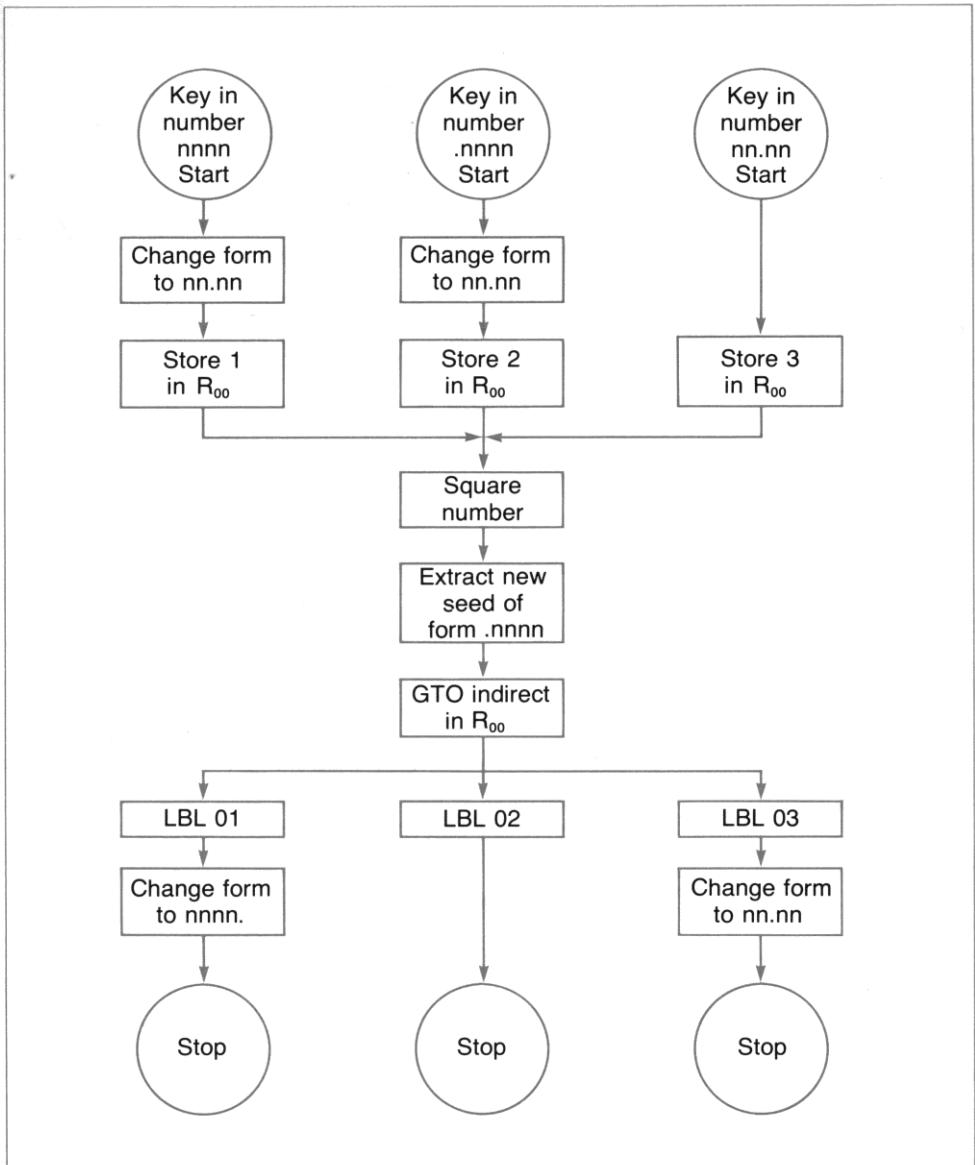 Key in
number
nnnn
Start
Key in
number
.nnnn
Start
Key in
number
nn.nn
Start
Change form
to nn.nn
Change form
to nn.nn
Store 1
in R₀₀
Store 2
in R₀₀
Store 3
in R₀₀
Square
number
Extract new
seed of
form .nnnn
GTO indirect
in R₀₀
LBL 01
LBL 02
LBL 03
Change form
to nnnn.
Change form
to nn.nn
Stop
Stop
Stop